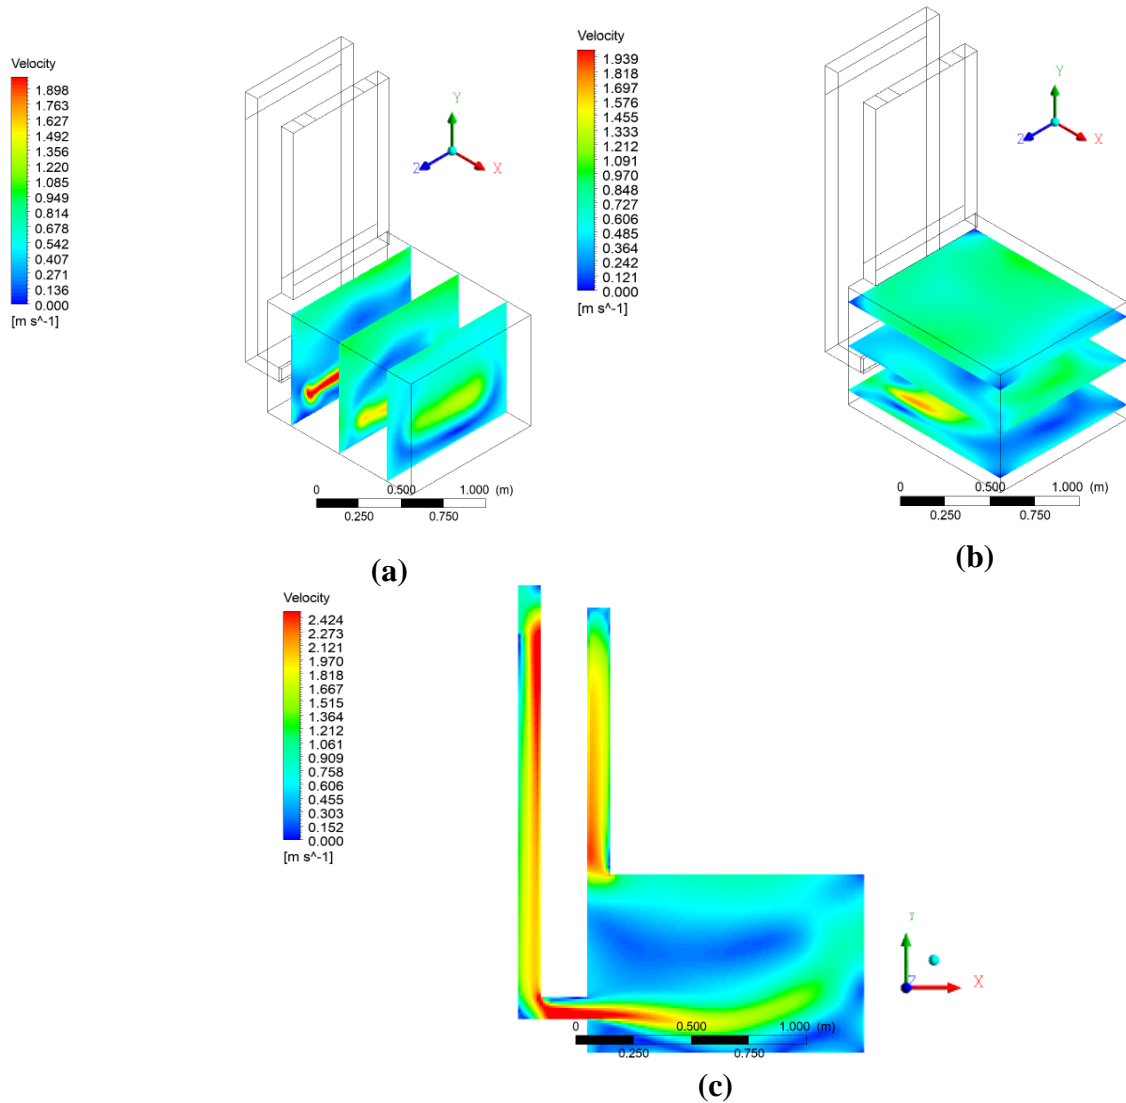 Velocity
1.898
1.763
1.627
1.492
1.356
1.220
1.085
0.949
0.814
0.678
0.542
0.407
0.271
0.136
0.000
[m s^-1]
Y
Z
X
0 0.500 1.000 (m)
0.250 0.750
(a)
Velocity
1.939
1.818
1.697
1.576
1.455
1.333
1.212
1.091
0.970
0.848
0.727
0.606
0.485
0.364
0.242
0.121
0.000
[m s^-1]
Y
Z
X
0 0.500 1.000 (m)
0.250 0.750
(b)
Velocity
2.424
2.273
2.121
1.970
1.818
1.667
1.515
1.364
1.212
1.061
0.909
0.758
0.606
0.455
0.303
0.152
0.000
[m s^-1]
Y
Z
X
0 0.500 1.000 (m)
0.250 0.750
(c)